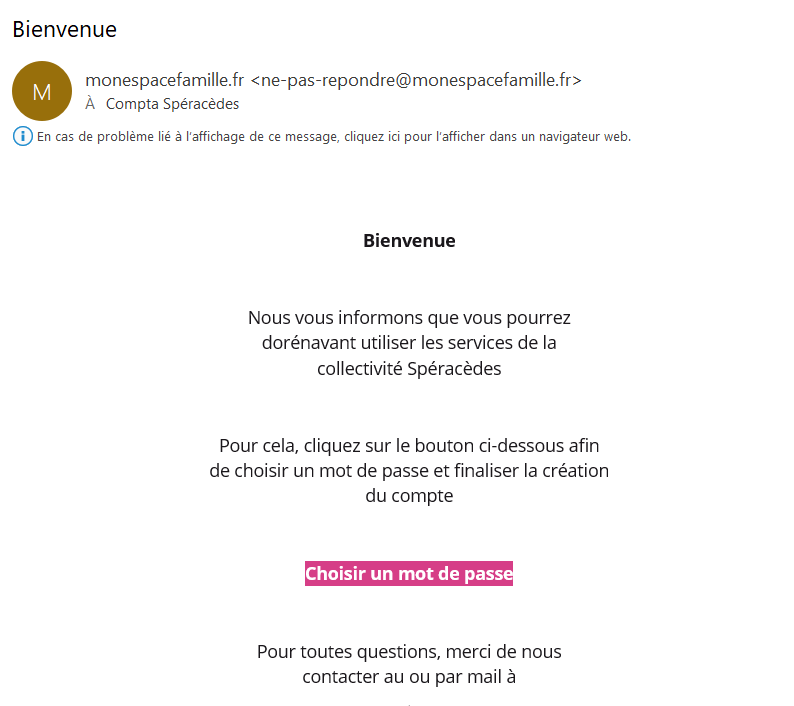 Bienvenue
M
monespacefamille.fr <ne-pas-repondre@monespacefamille.fr>
À Compta Spéracèdes
En cas de problème lié à l'affichage de ce message, cliquez ici pour l'afficher dans un navigateur web.
Bienvenue
Nous vous informons que vous pourrez
dorénavant utiliser les services de la
collectivité Spéracèdes
Pour cela, cliquez sur le bouton ci-dessous afin
de choisir un mot de passe et finaliser la création
du compte
Choisir un mot de passe
Pour toutes questions, merci de nous
contacter au ou par mail à